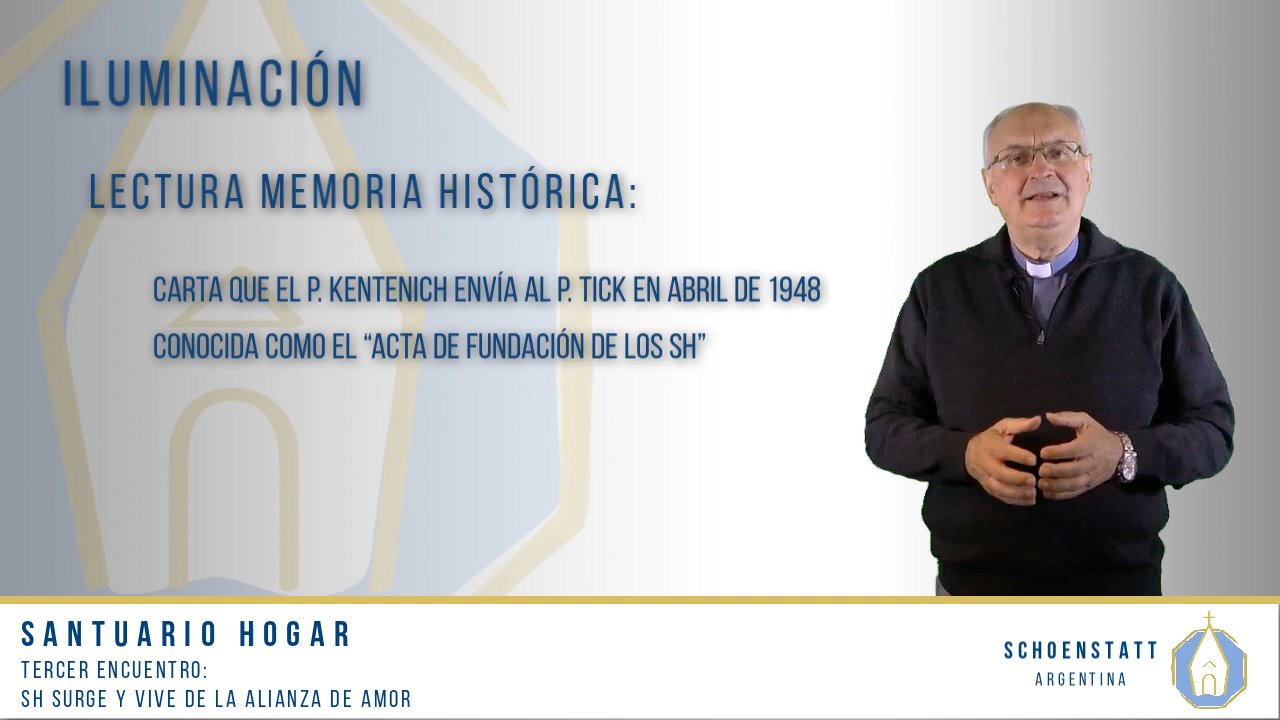 ILUMINACIÓN
LECTURA MEMORIA HISTÓRICA:
CARTA QUE EL P. KENTENICH ENVÍA AL P. TICK EN ABRIL DE 1948
CONOCIDA COMO EL “ACTA DE FUNDACIÓN DE LOS SH”
SANTUARIO HOGAR
TERCER ENCUENTRO:
SH SURGE Y VIVE DE LA ALIANZA DE AMOR
SCHOENSTATT
ARGENTINA